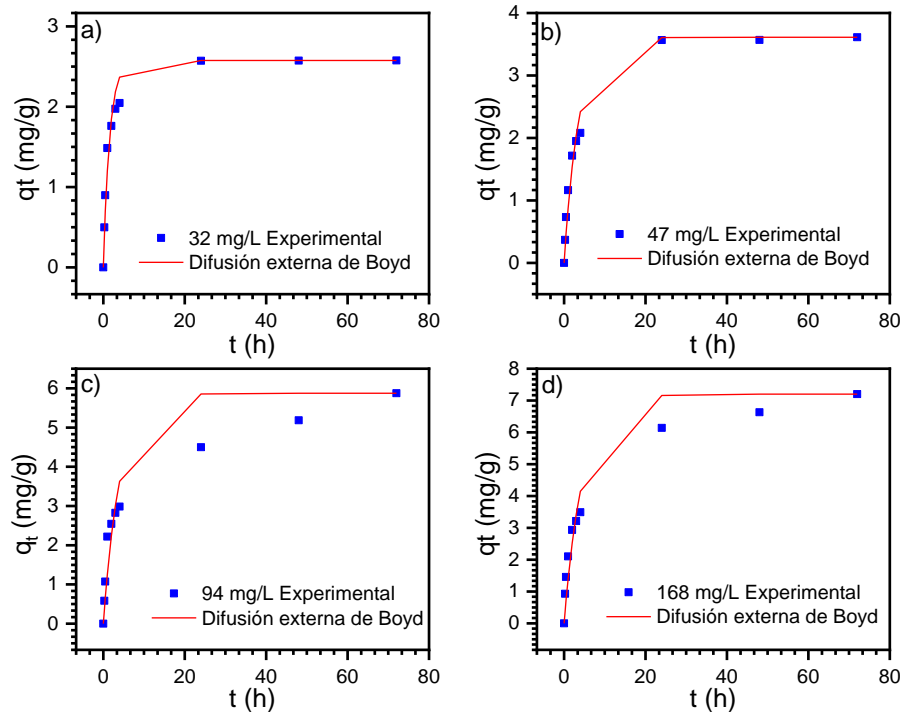 a)
3
2
1
0
qt (mg/g)
32 mg/L Experimental
Difusión externa de Boyd
0 20 40 60 80
t (h)
b)
4
3
2
1
0
qt (mg/g)
47 mg/L Experimental
Difusión externa de Boyd
0 20 40 60 80
t (h)
c)
6
5
4
3
2
1
0
qt (mg/g)
94 mg/L Experimental
Difusión externa de Boyd
0 20 40 60 80
t (h)
d)
8
7
6
5
4
3
2
1
0
qt (mg/g)
168 mg/L Experimental
Difusión externa de Boyd
0 20 40 60 80
t (h)